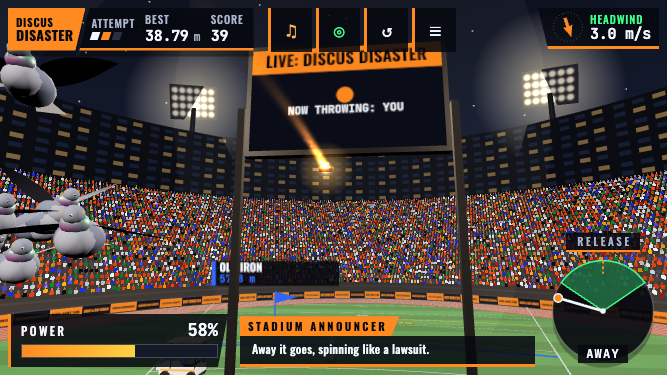 DISCUS
DISASTER
ATTEMPT
BEST
38.79 m
SCORE
39
HEADWIND
3.0 m/s
LIVE: DISCUS DISASTER
NOW THROWING: YOU
IRON
RELEASE
AWAY
POWER
58%
STADIUM ANNOUNCER
Away it goes, spinning like a lawsuit.